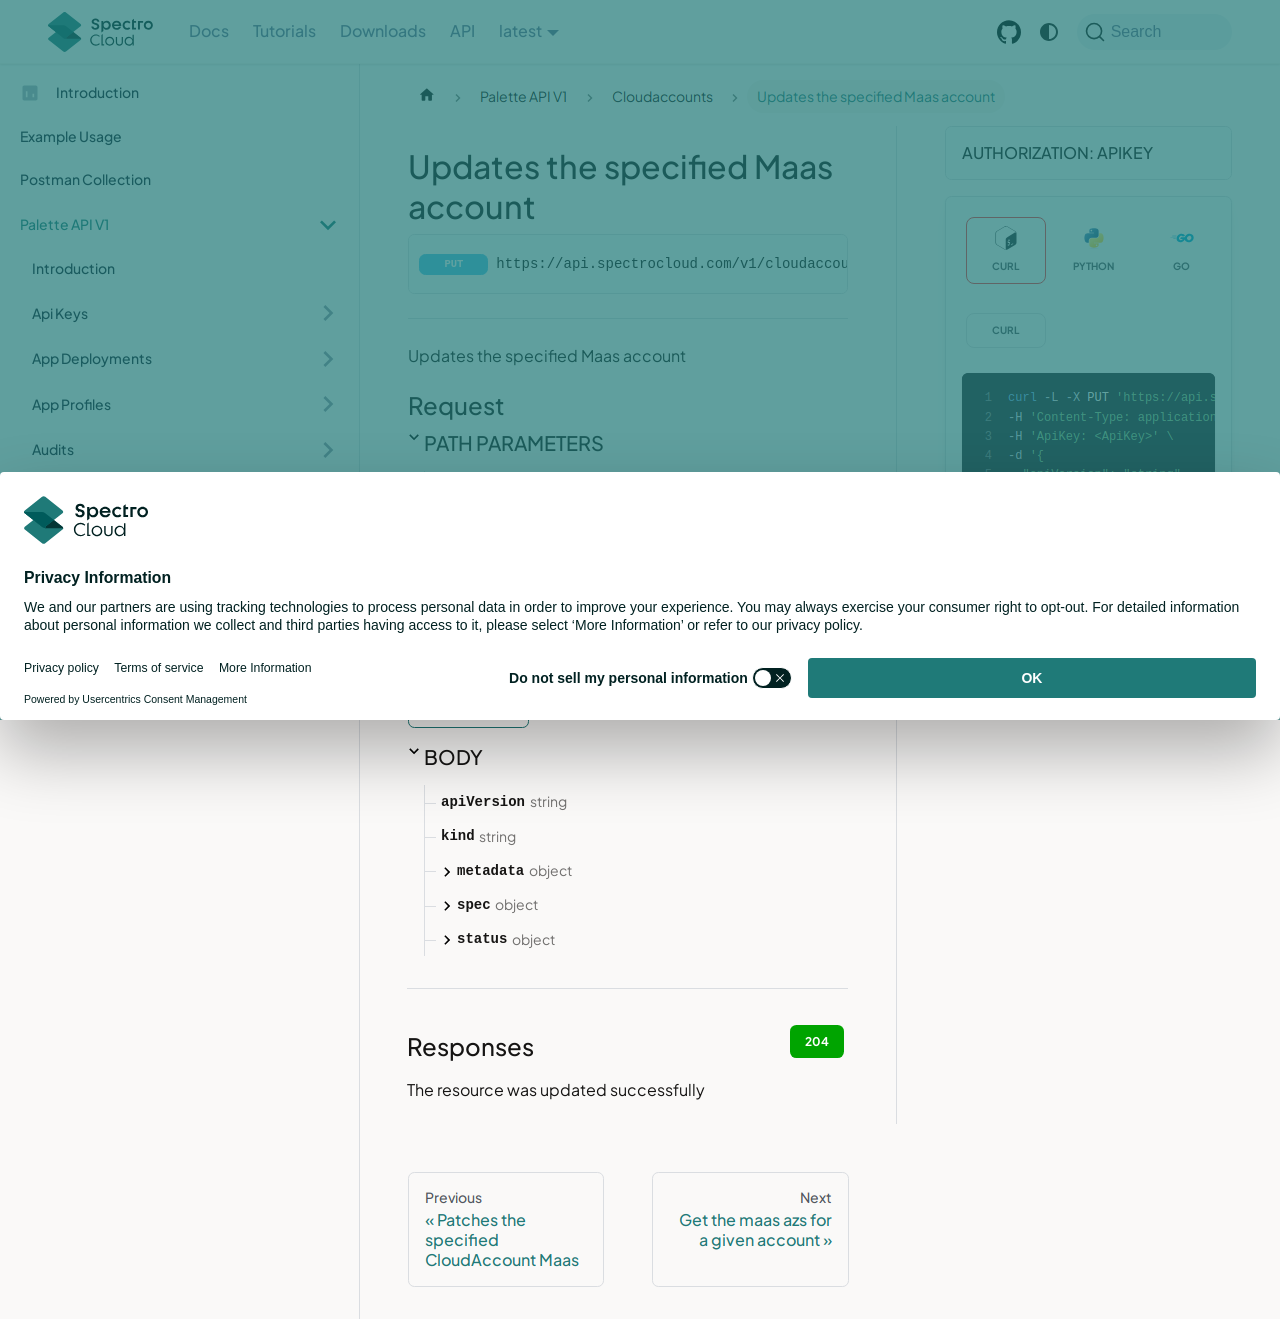 Spectro Cloud
Docs
Tutorials
Downloads
API
latest
Search
Introduction
Example Usage
Postman Collection
Palette API V1
Introduction
Api Keys
App Deployments
App Profiles
Audits
Palette API V1
Cloudaccounts
Updates the specified Maas account
Updates the specified Maas
account
PUT
https://api.spectrocloud.com/v1/cloudaccou
Updates the specified Maas account
Request
PATH PARAMETERS
AUTHORIZATION: APIKEY
CURL
PYTHON
GO
CURL
1 curl -L -X PUT 'https://api.s
2 -H 'Content-Type: application
3 -H 'ApiKey: <ApiKey>' \
4 -d '{
Spectro
Cloud
Privacy Information
We and our partners are using tracking technologies to process personal data in order to improve your experience. You may always exercise your consumer right to opt-out. For detailed information
about personal information we collect and third parties having access to it, please select ‘More Information’ or refer to our privacy policy.
Privacy policy
Terms of service
More Information
Powered by Usercentrics Consent Management
Do not sell my personal information
OK
BODY
apiVersion string
kind string
metadata object
spec object
status object
Responses
204
The resource was updated successfully
Previous
« Patches the
specified
CloudAccount Maas
Next
Get the maas azs for
a given account »